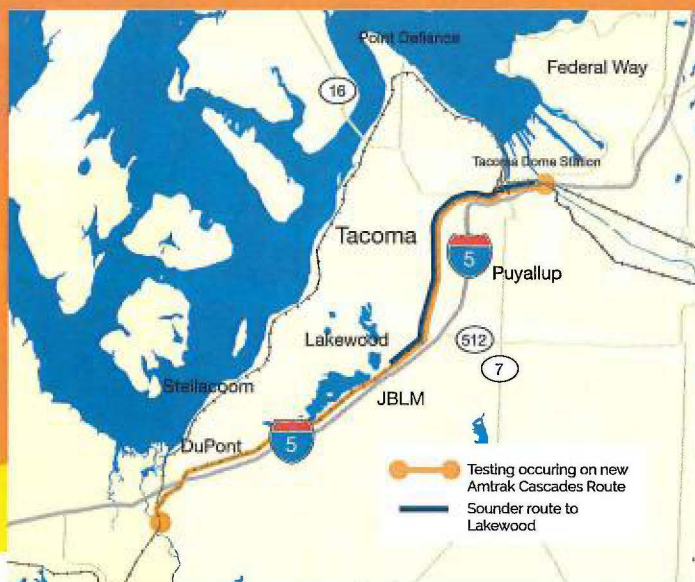 Point Defiance
Federal Way
16
Tacoma Dome Station
Tacoma
5
Puyallup
Lakewood
512
7
Steilacoom
JBLM
DuPont
5
Testing occuring on new
Amtrak Cascades Route
Sounder route to
Lakewood